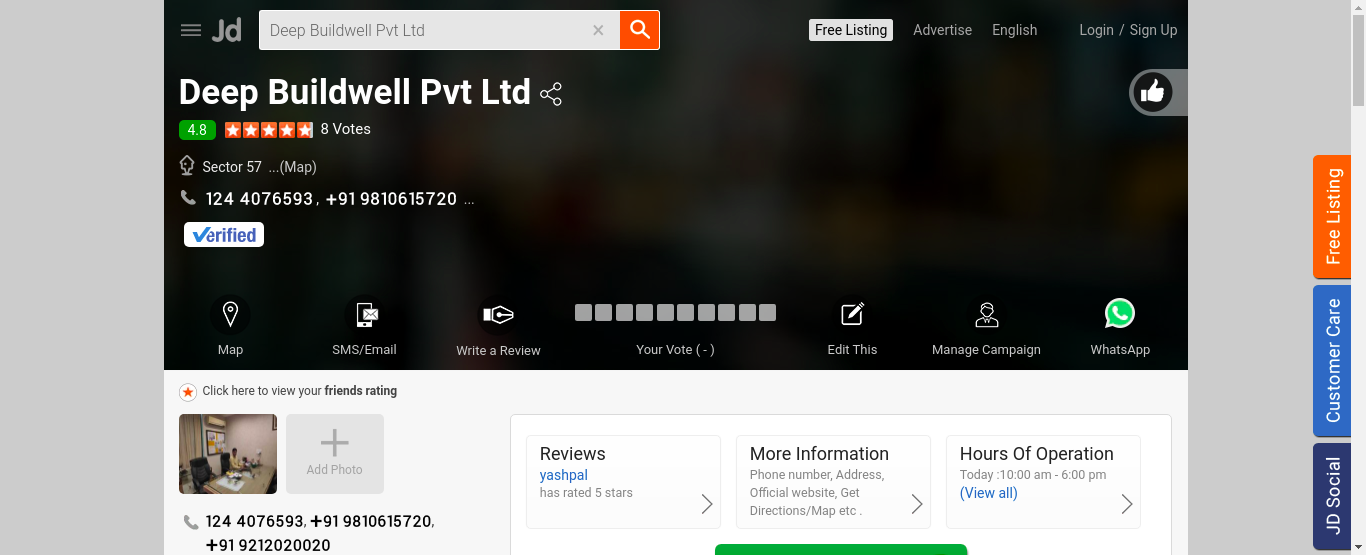 Jd
Deep Buildwell Pvt Ltd
Free Listing
Advertise
English
Login / Sign Up
Deep Buildwell Pvt Ltd
4.8
8 Votes
Sector 57 ...(Map)
124 4076593, +91 9810615720 ...
Verified
Map
SMS/Email
Write a Review
Your Vote ( - )
Edit This
Manage Campaign
WhatsApp
Click here to view your friends rating
Add Photo
124 4076593, +91 9810615720,
+91 9212020020
Reviews
yashpal
has rated 5 stars
More Information
Phone number, Address,
Official website, Get
Directions/Map etc .
Hours Of Operation
Today :10:00 am - 6:00 pm
(View all)
Free Listing
Customer Care
JD Social